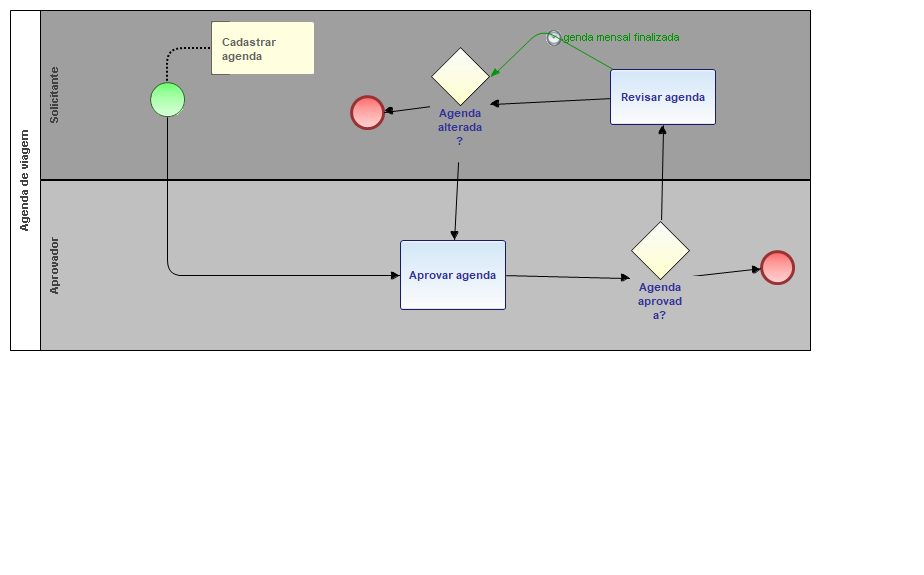 Agenda de viagem
Solicitante
Cadastrar
agenda
genda mensal finalizada
Agenda
alterada
?
Revisar agenda
Aprovador
Aprovar agenda
Agenda
aprovad
a?